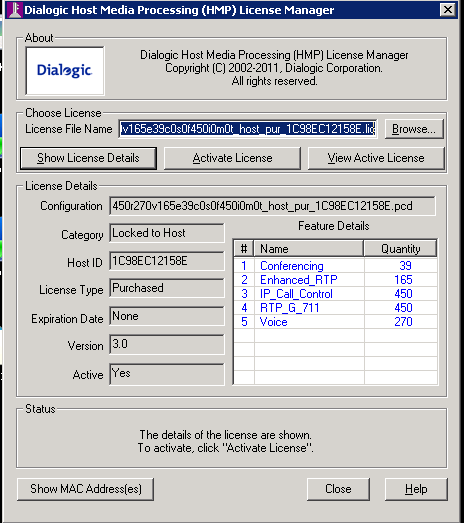 Dialogic Host Media Processing (HMP) License Manager
About
Dialogic
Dialogic Host Media Processing (HMP) License Manager
Copyright (C) 2002-2011, Dialogic Corporation.
All rights reserved.
Choose License
License File Name v165e39c0s0f450i0m0t_host_pur_1C98EC12158E.lic Browse...
Show License Details Activate License View Active License
License Details
Configuration 450r270v165e39c0s0f450i0m0t_host_pur_1C98EC12158E.pcd
Feature Details
Category Locked to Host
Host ID 1C98EC12158E
License Type Purchased
Expiration Date None
Version 3.0
Active Yes
# Name Quantity
1 Conferencing 39
2 Enhanced_RTP 165
3 IP_Call_Control 450
4 RTP_G_711 450
5 Voice 270
Status
The details of the license are shown.
To activate, click "Activate License".
Show MAC Address(es) Close Help